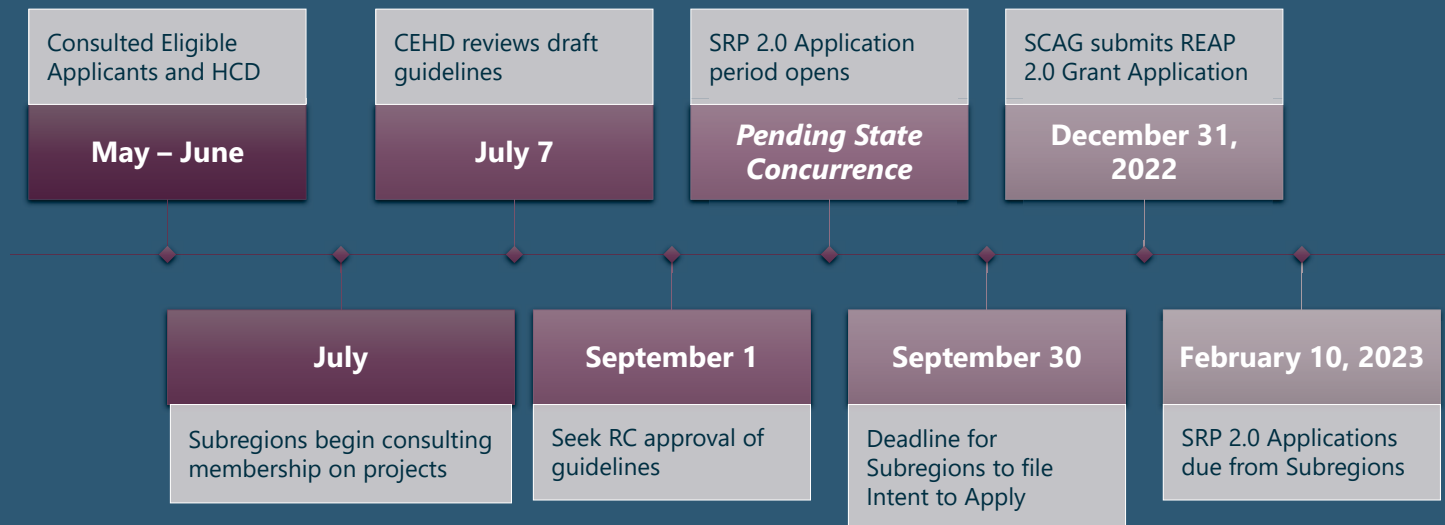 Consulted Eligible
Applicants and HCD
May – June
CEHD reviews draft
guidelines
July 7
SRP 2.0 Application
period opens
Pending State
Concurrence
SCAG submits REAP
2.0 Grant Application
December 31,
2022
July
Subregions begin consulting
membership on projects
September 1
Seek RC approval of
guidelines
September 30
Deadline for
Subregions to file
Intent to Apply
February 10, 2023
SRP 2.0 Applications
due from Subregions